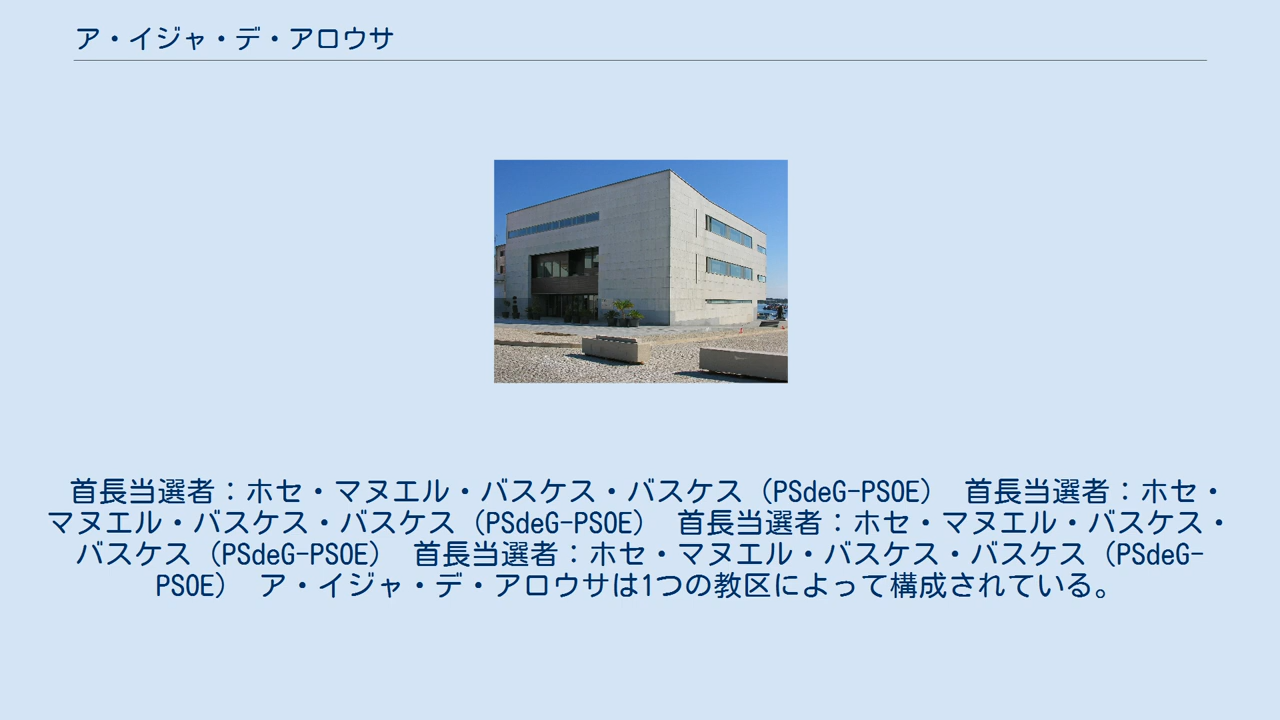 ア・イジャ・デ・アロウサ
首長当選者：ホセ・マヌエル・バスケス・バスケス（PSdeG-PSOE） 首長当選者：ホセ・
マヌエル・バスケス・バスケス（PSdeG-PSOE） 首長当選者：ホセ・マヌエル・バスケス・
バスケス（PSdeG-PSOE） 首長当選者：ホセ・マヌエル・バスケス・バスケス（PSdeG-
PSOE） ア・イジャ・デ・アロウサは1つの教区によって構成されている。